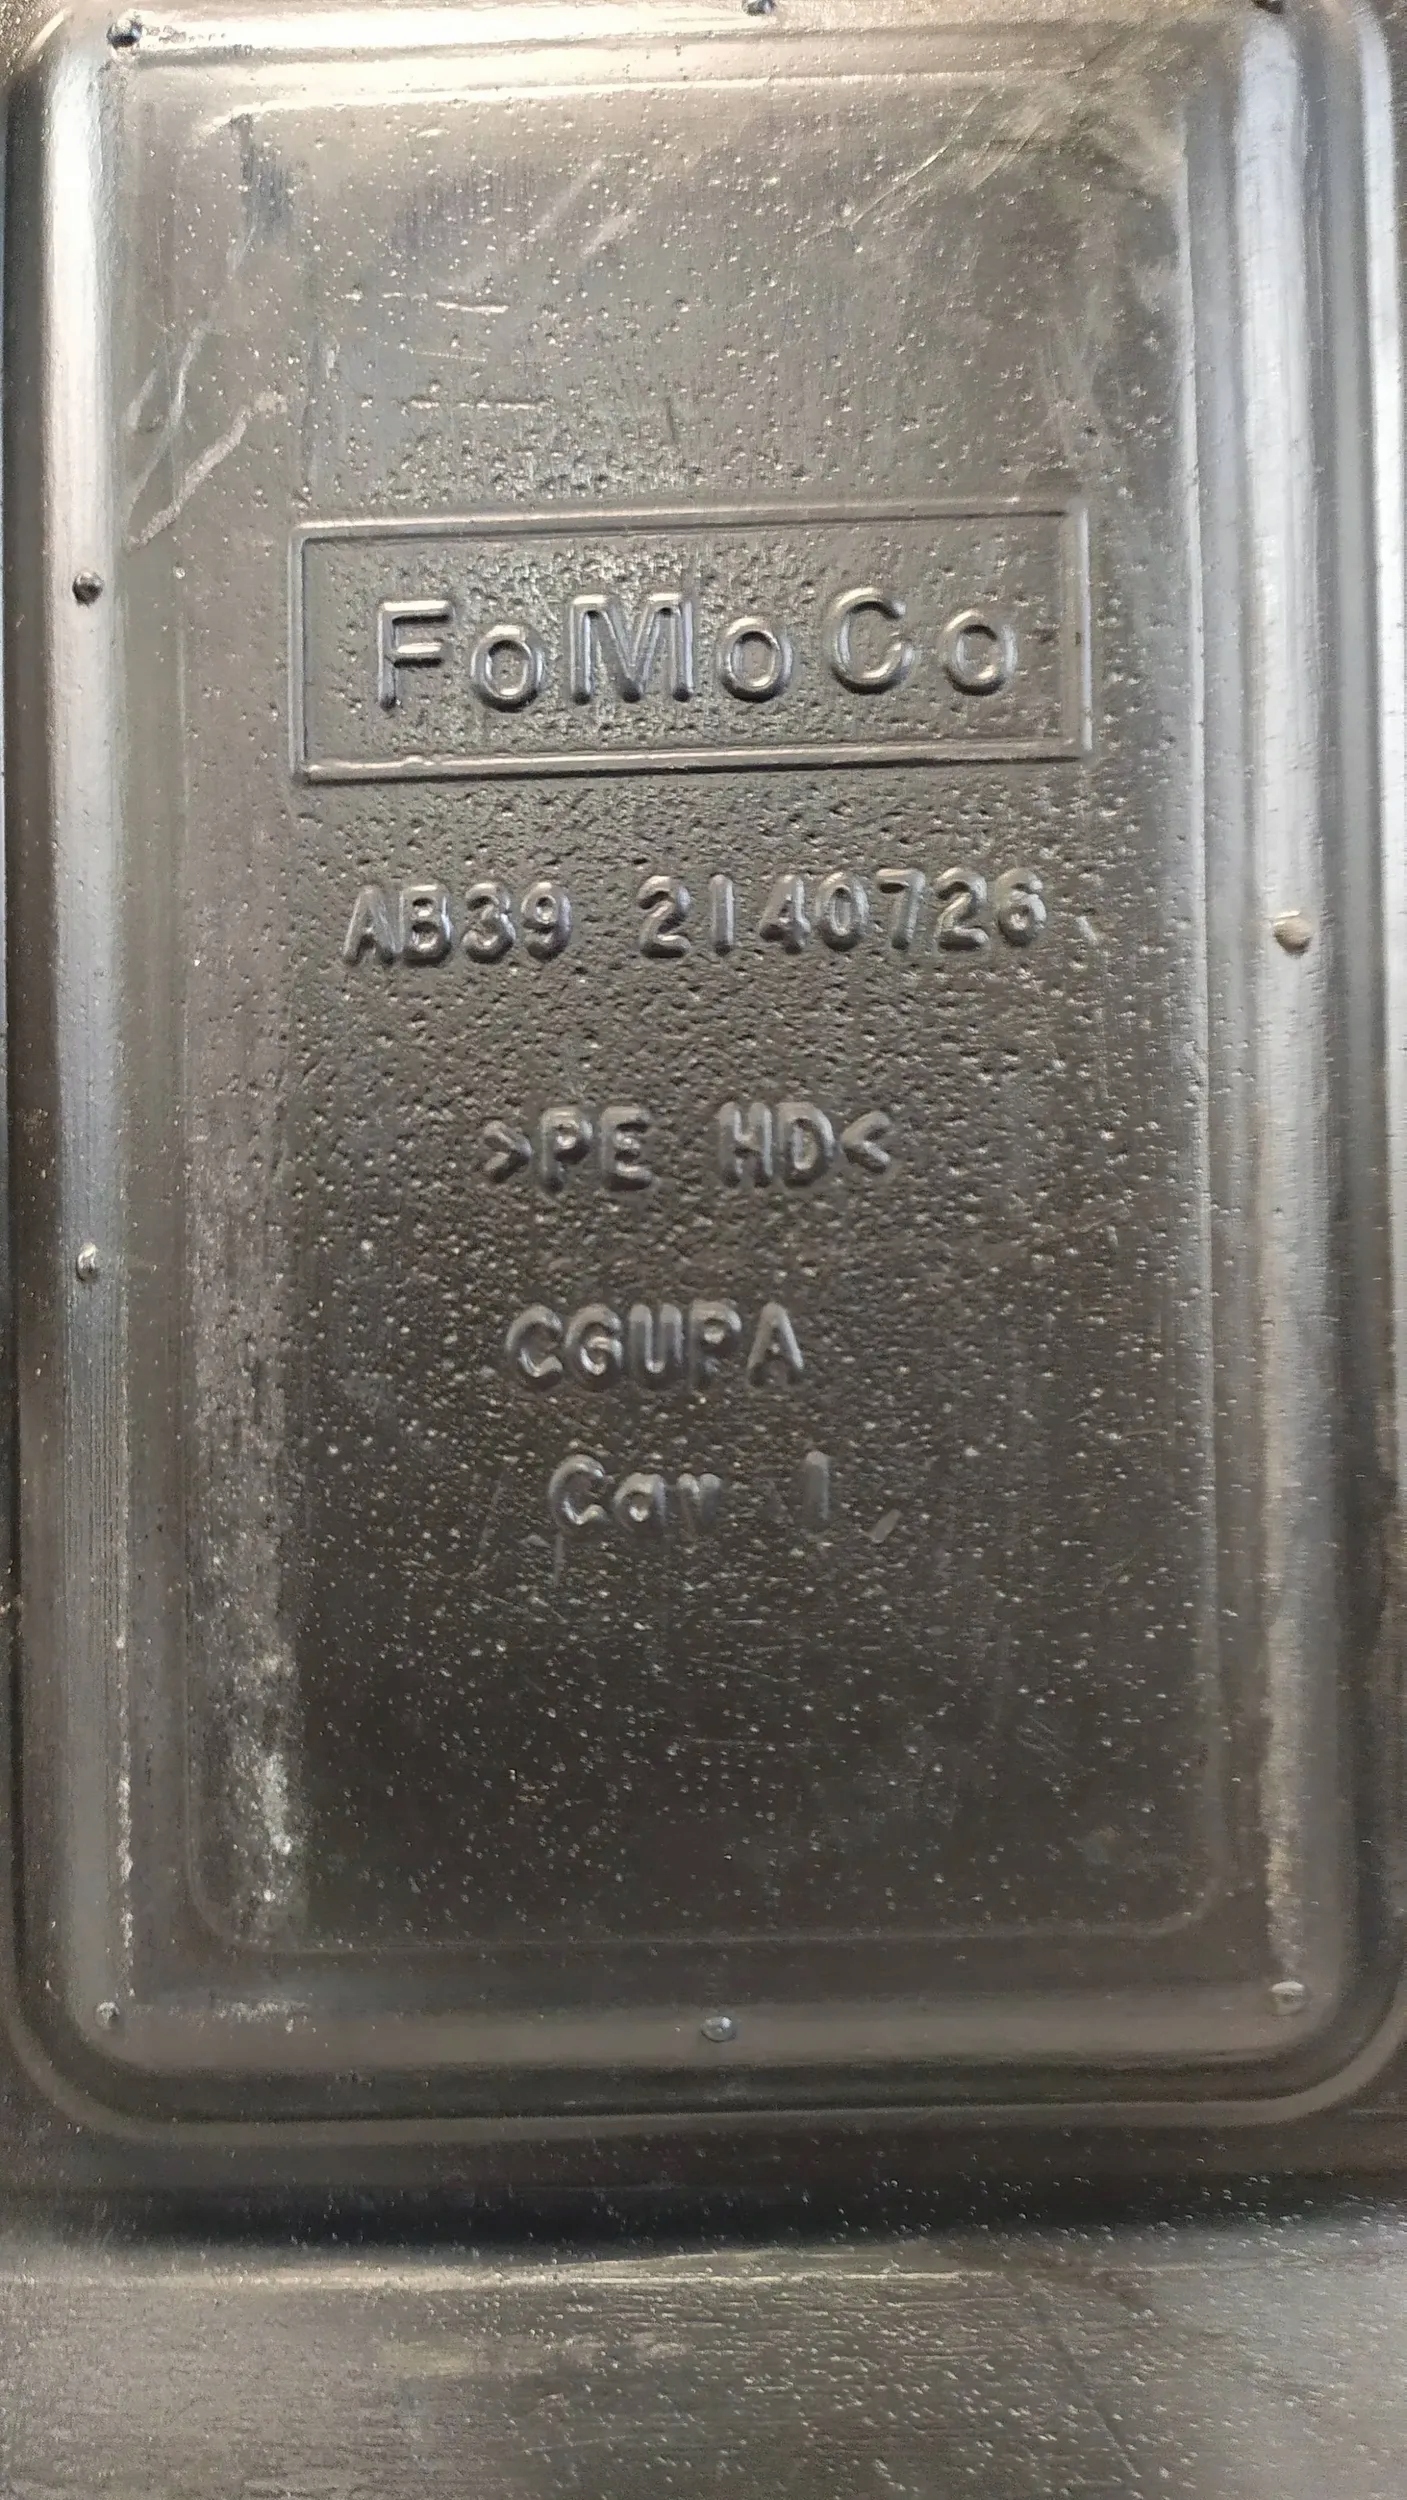 FoMoCo
AB39 2140726
>PE HD<
CGUPA
Cav 1